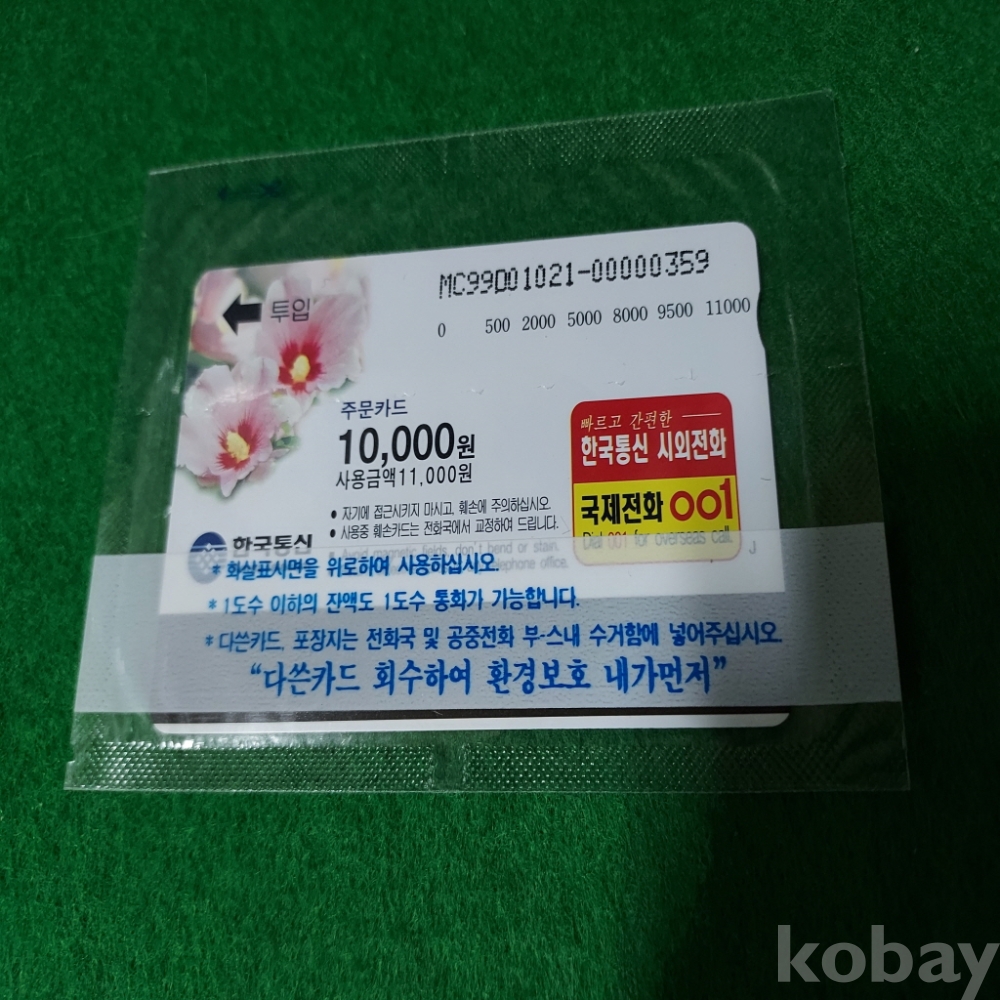 MC99D01021-00000359
투입
0 500 2000 5000 8000 9500 11000
주문카드
10,000원
사용금액11,000원
빠르고 간편한
한국통신 시외전화
국제전화 001
Dial 001 for overseas call.
• 자기에 접근시키지 마시고, 훼손에 주의하십시오.
• 사용중 훼손카드는 전화국에서 교정하여 드립니다.
• Avoid magnetic fields, don't bend or stain.
telephone office.
J
한국통신
* 화살표시면을 위로하여 사용하십시오.
* 1도수 이하의 잔액도 1도수 통화가 가능합니다.
* 다쓴카드, 포장지는 전화국 및 공중전화 부-스내 수거함에 넣어주십시오
“다쓴카드 회수하여 환경보호 내가먼저”
kobay